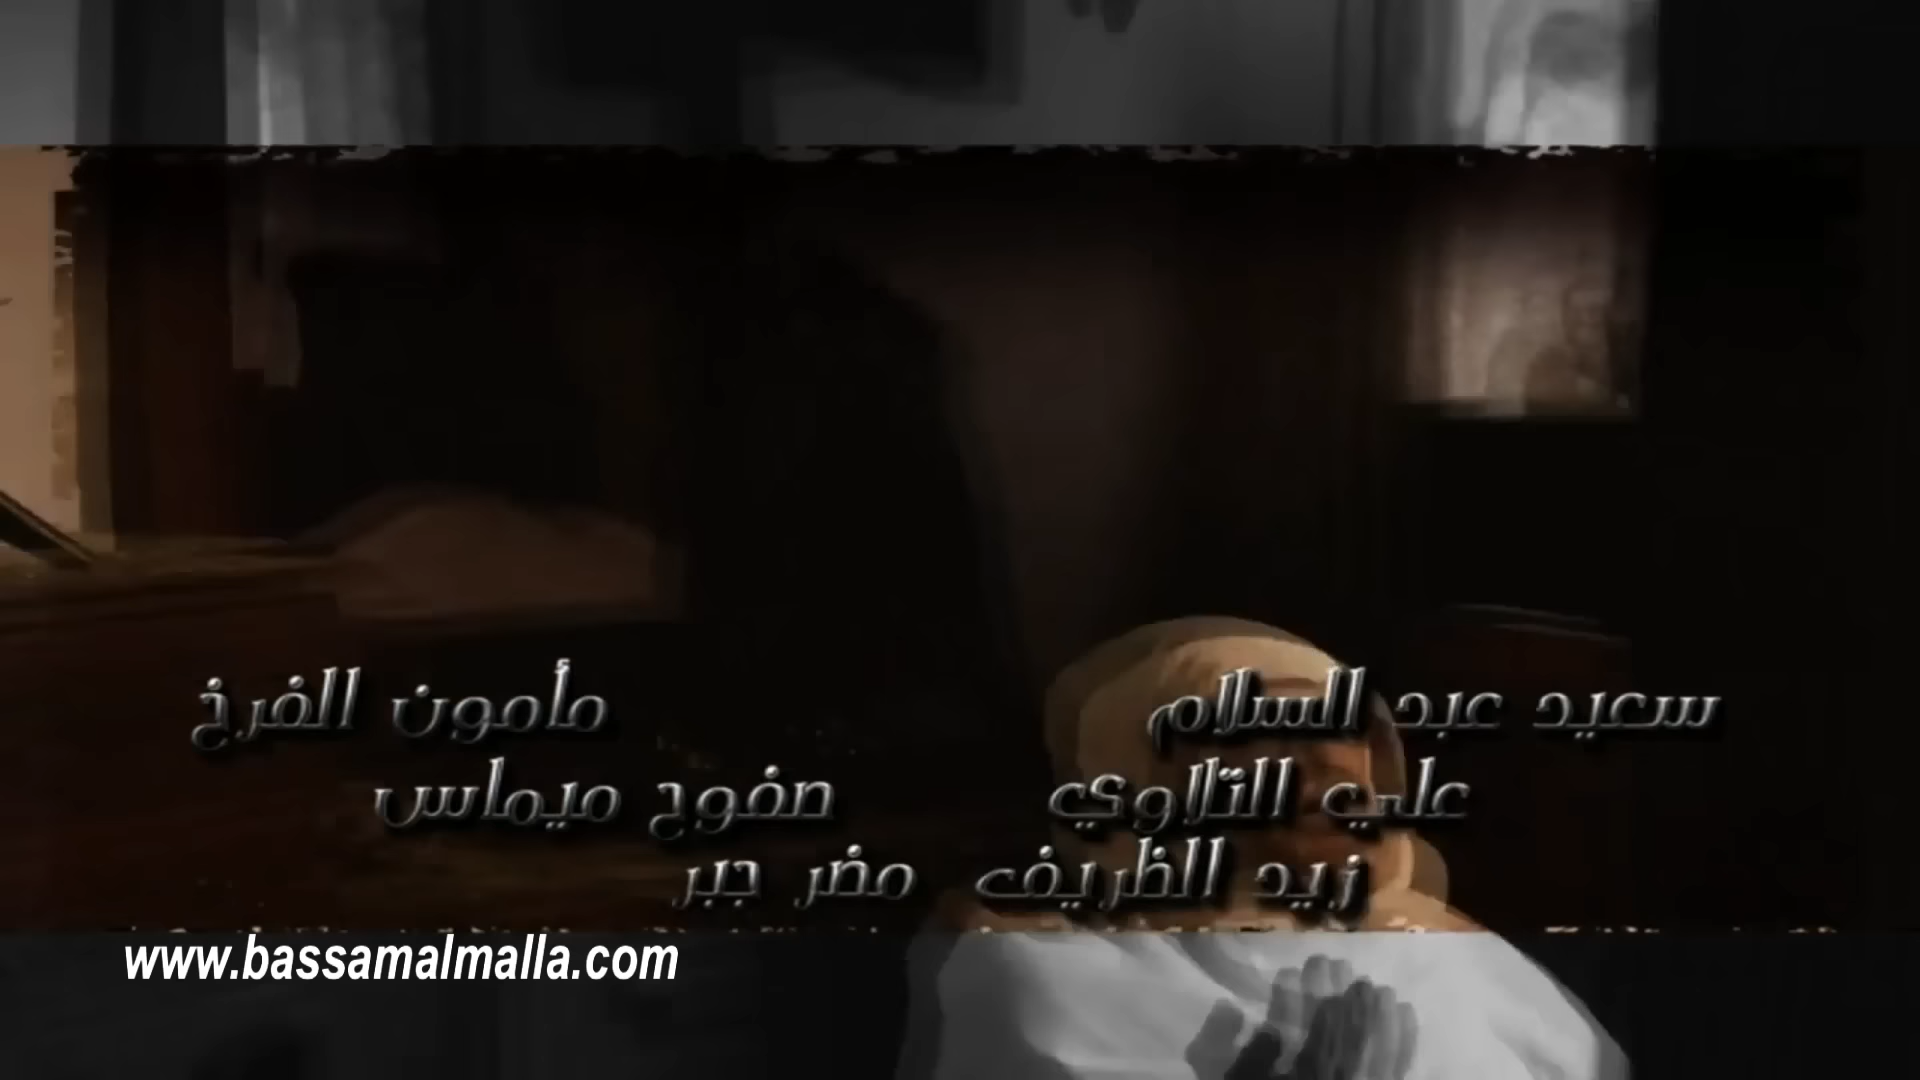 سعيد عبد السلام مأمون الفرخ
علي التلاوي صفوح ميماس
زيد الظريف مضر جبر
www.bassamalmalla.com